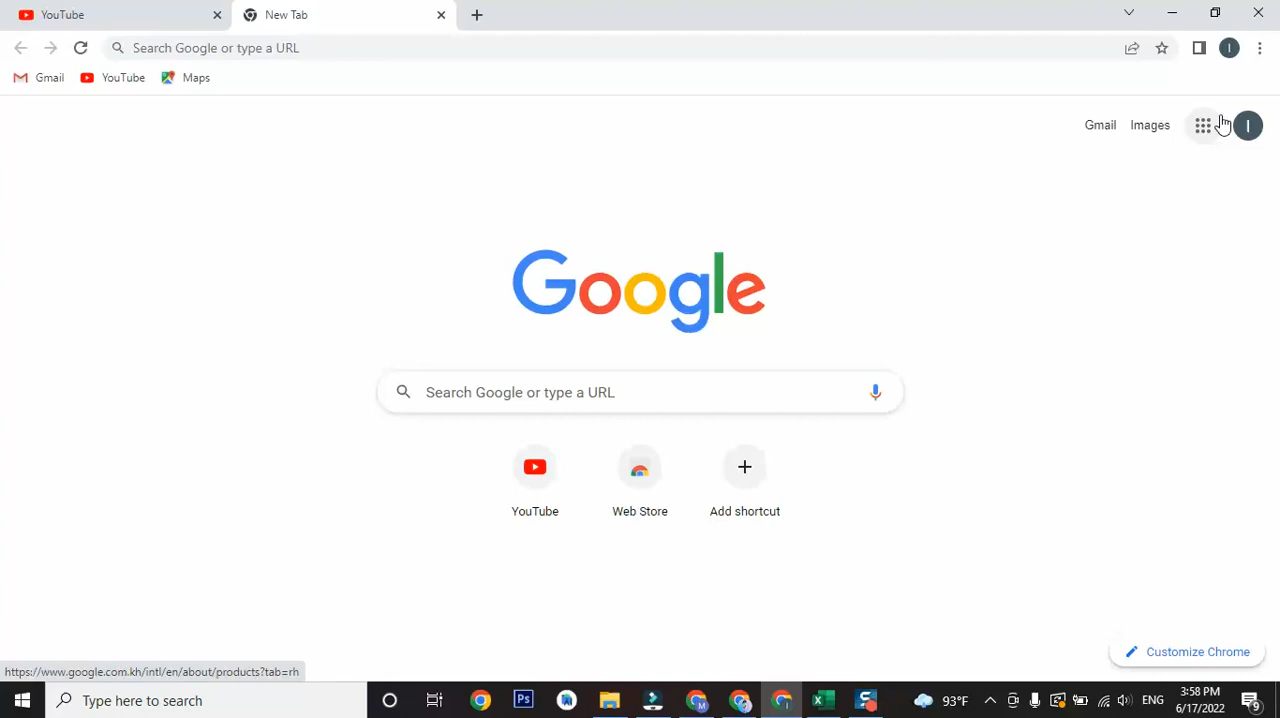 YouTube
New Tab
Search Google or type a URL
I
Gmail
YouTube
Maps
Gmail
Images
I
Google
Search Google or type a URL
YouTube
Web Store
Add shortcut
Customize Chrome
https://www.google.com.kh/intl/en/about/products?tab=rh
Type here to search
Ps
M
I
93°F
ENG
3:58 PM
6/17/2022
9